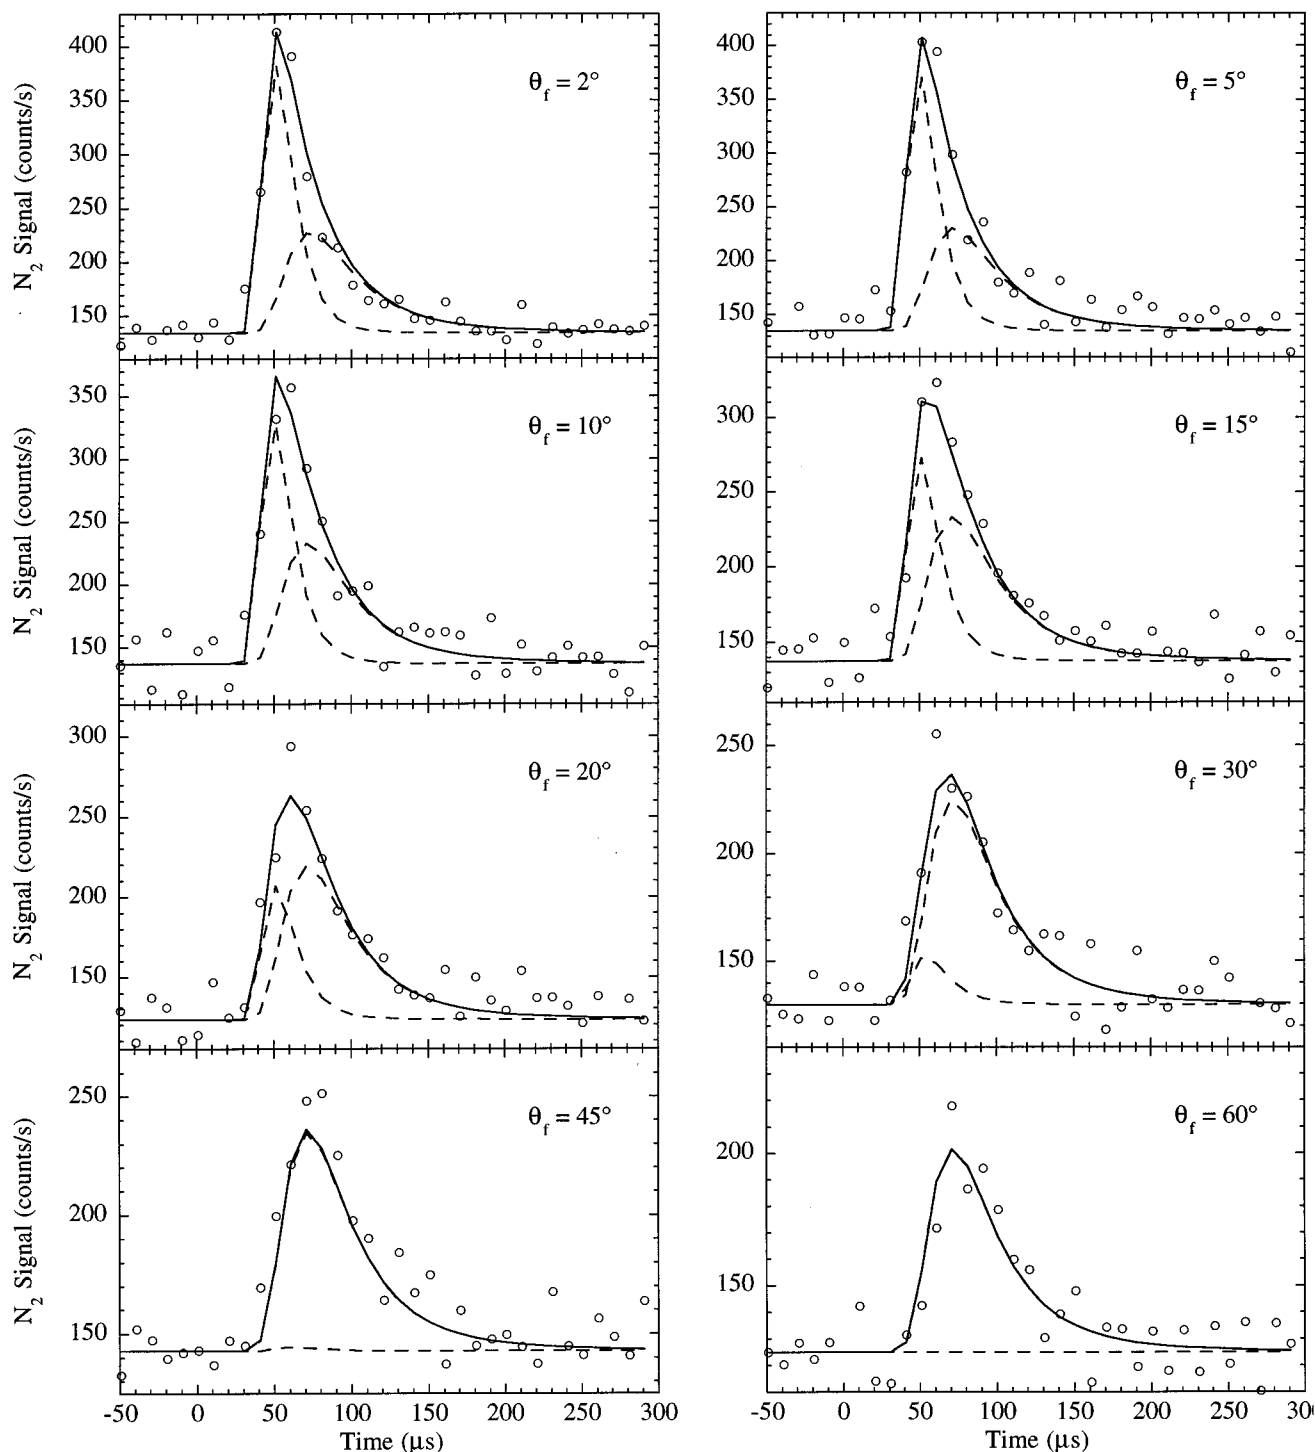 400
350
300
250
200
150
N₂ Signal (counts/s)
θf = 2°
400
350
300
250
200
150
θf = 5°
350
300
250
200
150
N₂ Signal (counts/s)
θf = 10°
300
250
200
150
θf = 15°
300
250
200
150
N₂ Signal (counts/s)
θf = 20°
250
200
150
θf = 30°
250
200
150
N₂ Signal (counts/s)
θf = 45°
200
150
θf = 60°
-50 0 50 100 150 200 250 300
Time (μs)
-50 0 50 100 150 200 250 30
Time (μs)